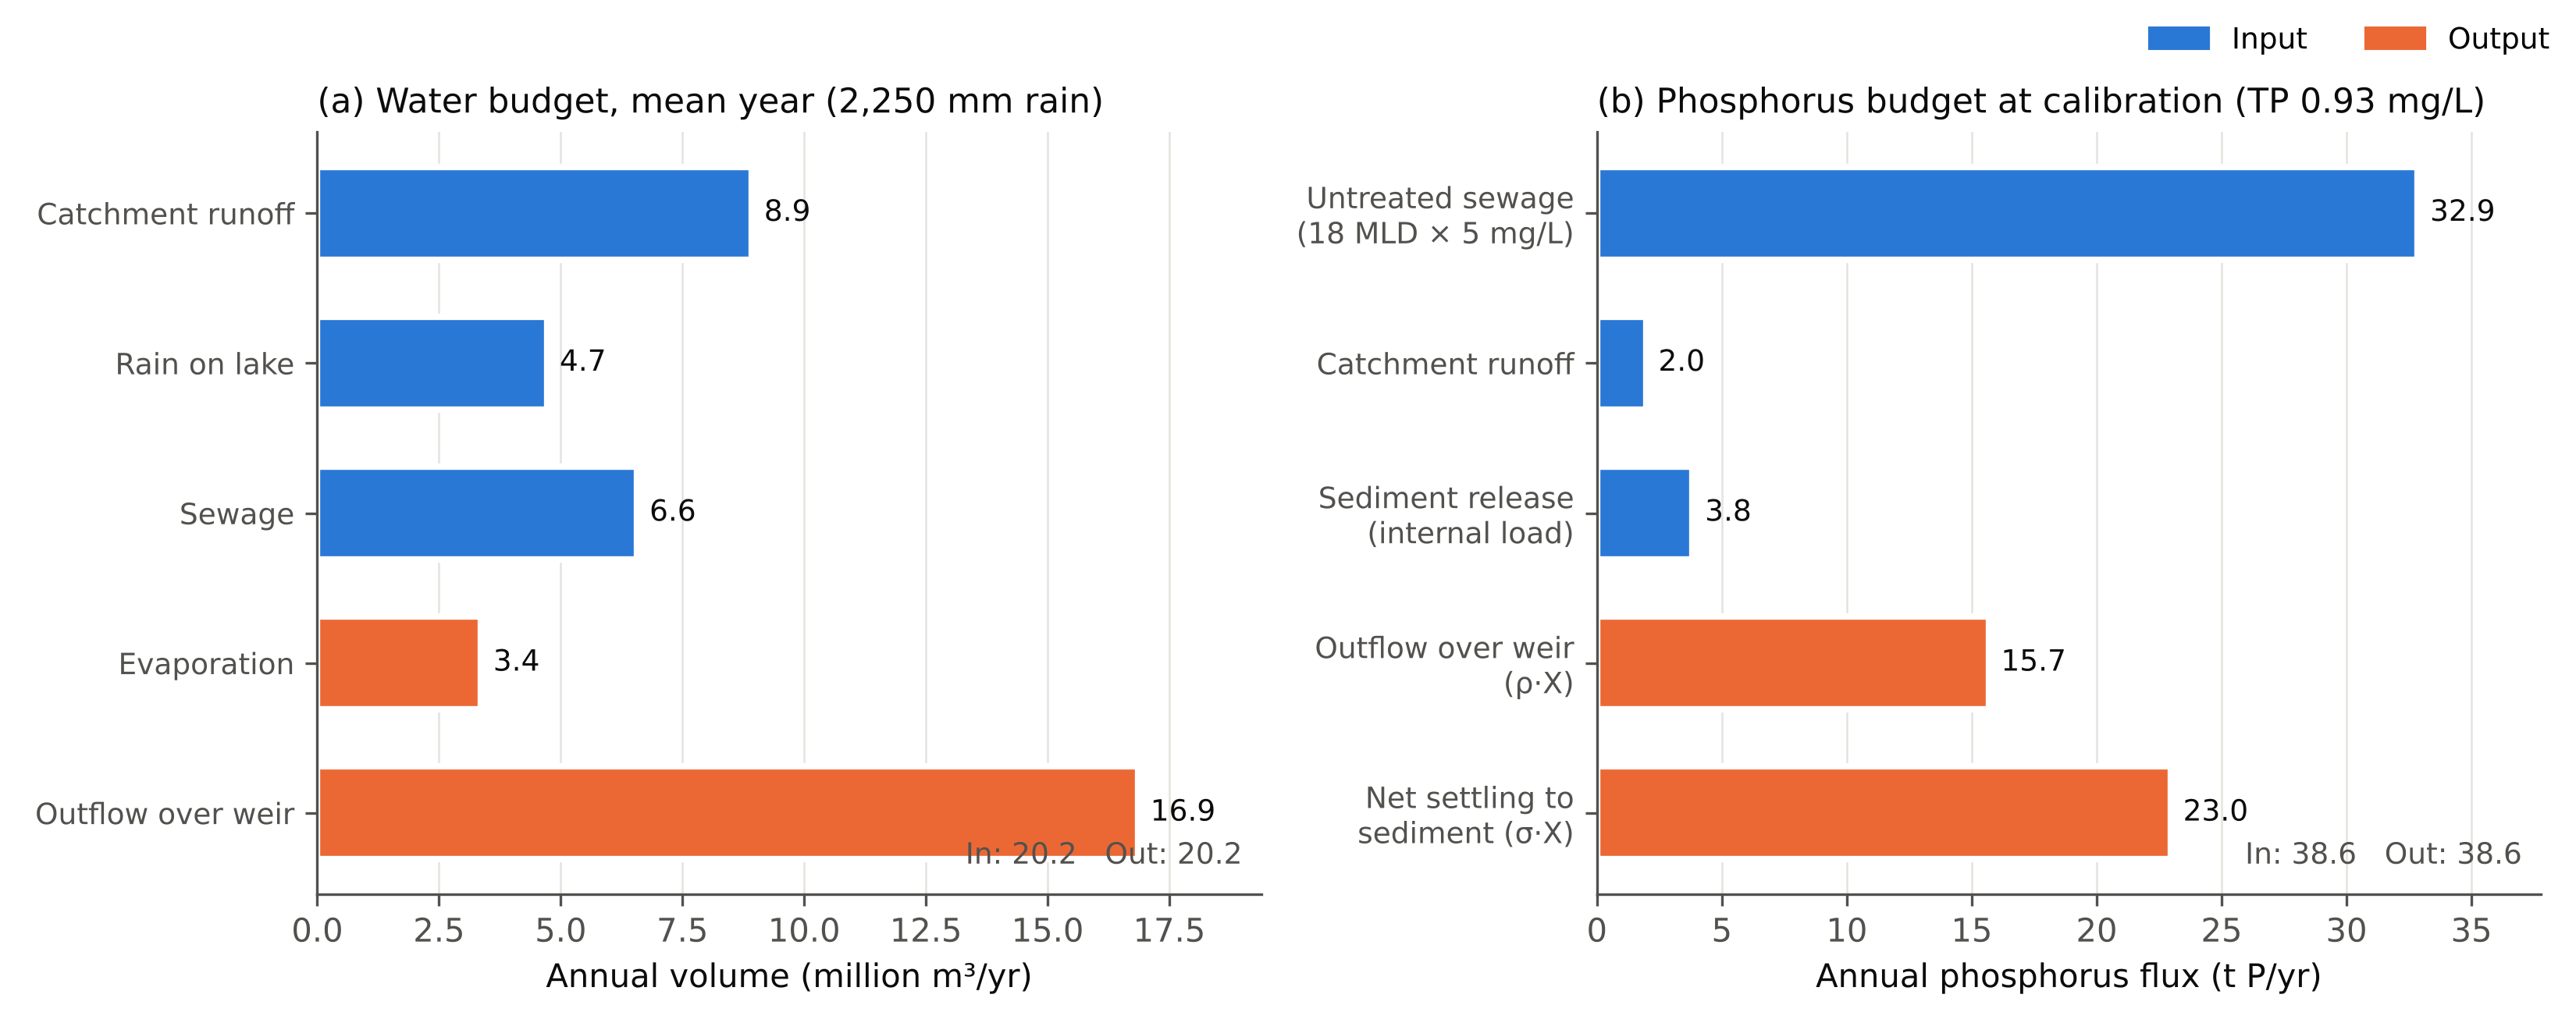 Input
Output
(a) Water budget, mean year (2,250 mm rain)
Catchment runoff
8.9
Rain on lake
4.7
Sewage
6.6
Evaporation
3.4
Outflow over weir
16.9
In: 20.2   Out: 20.2
0.0
2.5
5.0
7.5
10.0
12.5
15.0
17.5
Annual volume (million m³/yr)
(b) Phosphorus budget at calibration (TP 0.93 mg/L)
Untreated sewage
(18 MLD × 5 mg/L)
32.9
Catchment runoff
2.0
Sediment release
(internal load)
3.8
Outflow over weir
(ρ·X)
15.7
Net settling to
sediment (σ·X)
23.0
In: 38.6   Out: 38.6
0
5
10
15
20
25
30
35
Annual phosphorus flux (t P/yr)